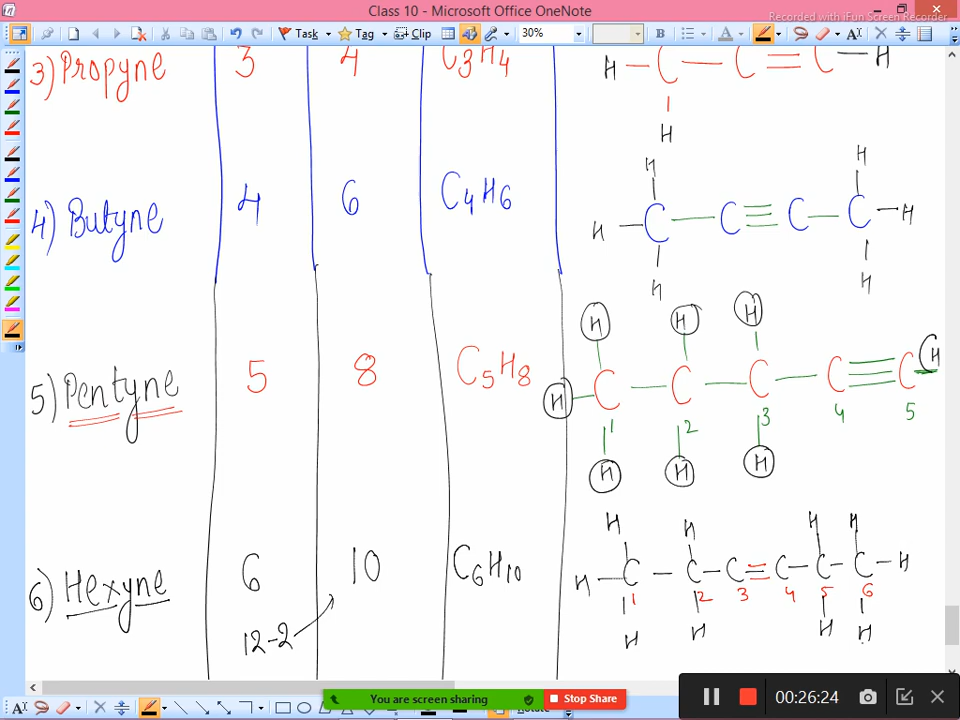 Class 10 - Microsoft Office OneNote
Recorded with iFun Screen Recorder
Task Tag Clip 30% B A
3) Propyne 3 4 C3H4 H - C - C ≡ C - H
1
H
H H
4) Butyne 4 6 C4H6 H - C - C ≡ C - C - H
H H
H H H
5) Pentyne 5 8 C5H8 H - C - C - C - C ≡ C H
1 2 3 4 5
H H H
H H H H
6) Hexyne 6 10 C6H10 H - C - C - C ≡ C - C - C - H
1 2 3 4 5 6
12-2 H H H H
You are screen sharing Stop Share
00:26:24